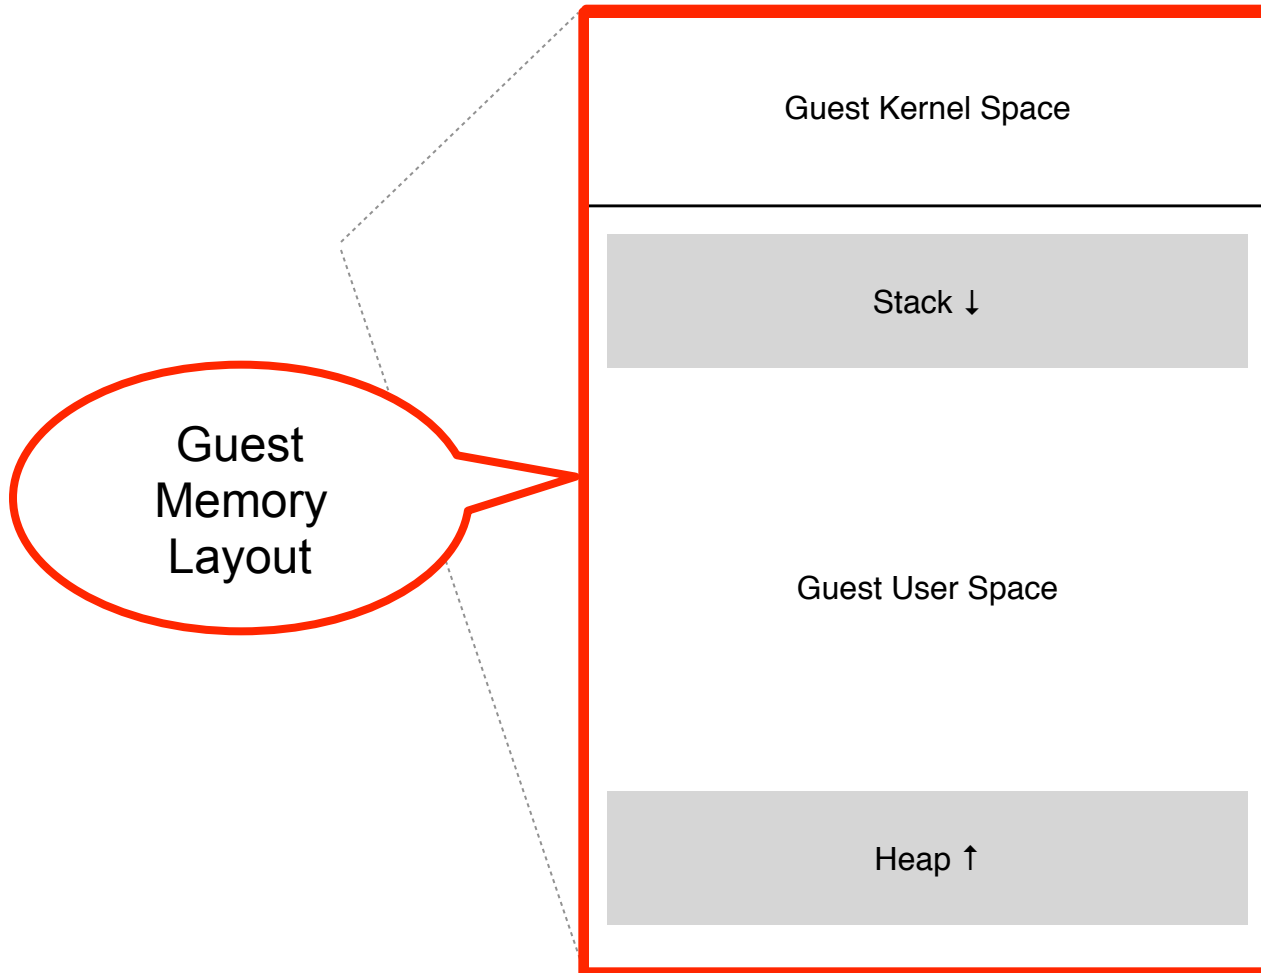 Guest Kernel Space
Stack ↓
Guest
Memory
Layout
Guest User Space
Heap ↑